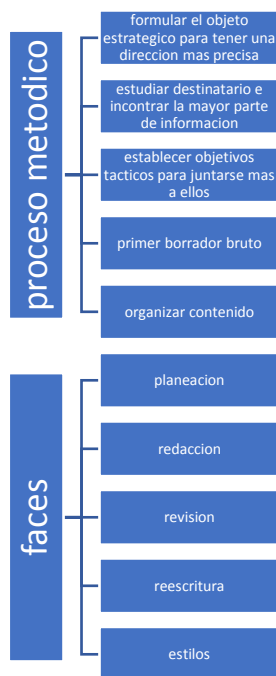 proceso metodico
formular el objeto
estrategico para tener una
direccion mas precisa
estudiar destinatario e
incontrar la mayor parte
de informacion
establecer objetivos
tacticos para juntarse mas
a ellos
primer borrador bruto
organizar contenido
faces
planeacion
redaccion
revision
reescritura
estilos